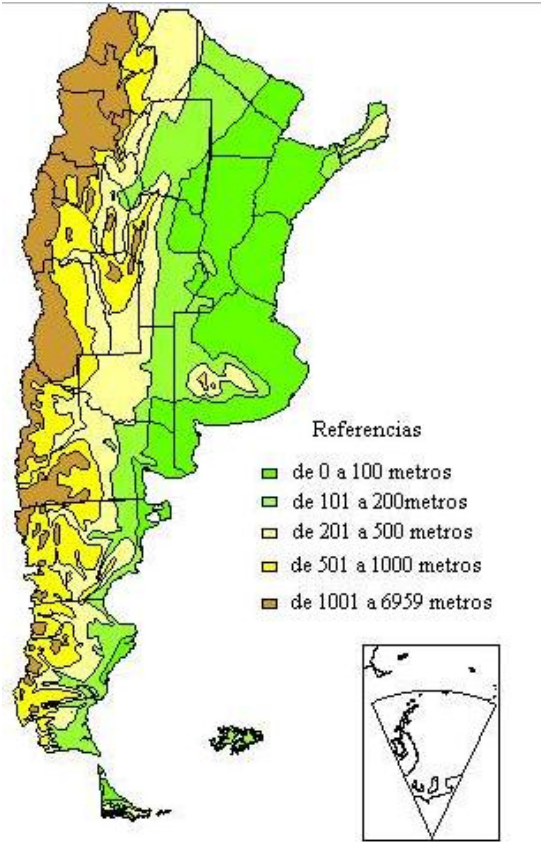 Referencias
de 0 a 100 metros
de 101 a 200metros
de 201 a 500 metros
de 501 a 1000 metros
de 1001 a 6959 metros